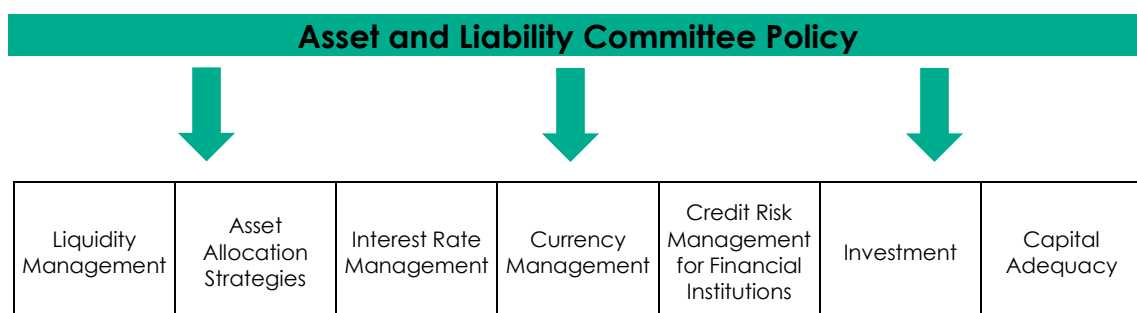 Asset and Liability Committee Policy
Liquidity
Management
Asset
Allocation
Strategies
Interest Rate
Management
Currency
Management
Credit Risk
Management
for Financial
Institutions
Investment
Capital
Adequacy